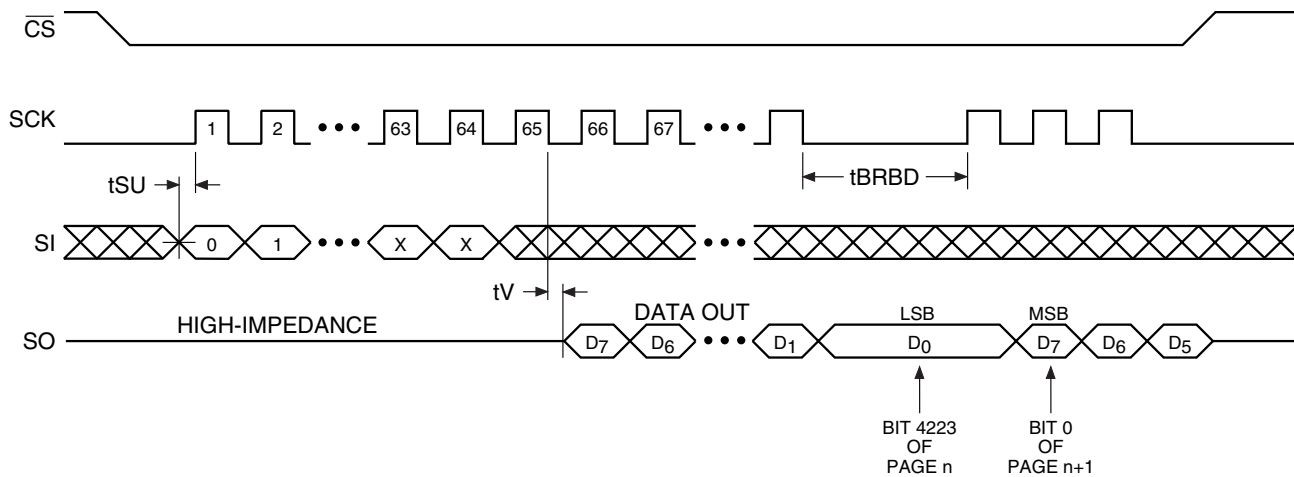 CS
SCK
1 2 ••• 63 64 65 66 67 •••
tSU
tBRBD
SI
0 1 ••• X X •••
tV
HIGH-IMPEDANCE
DATA OUT
LSB
MSB
SO
D7 D6 ••• D1 D0 D7 D6 D5
BIT 4223
OF
PAGE n
BIT 0
OF
PAGE n+1